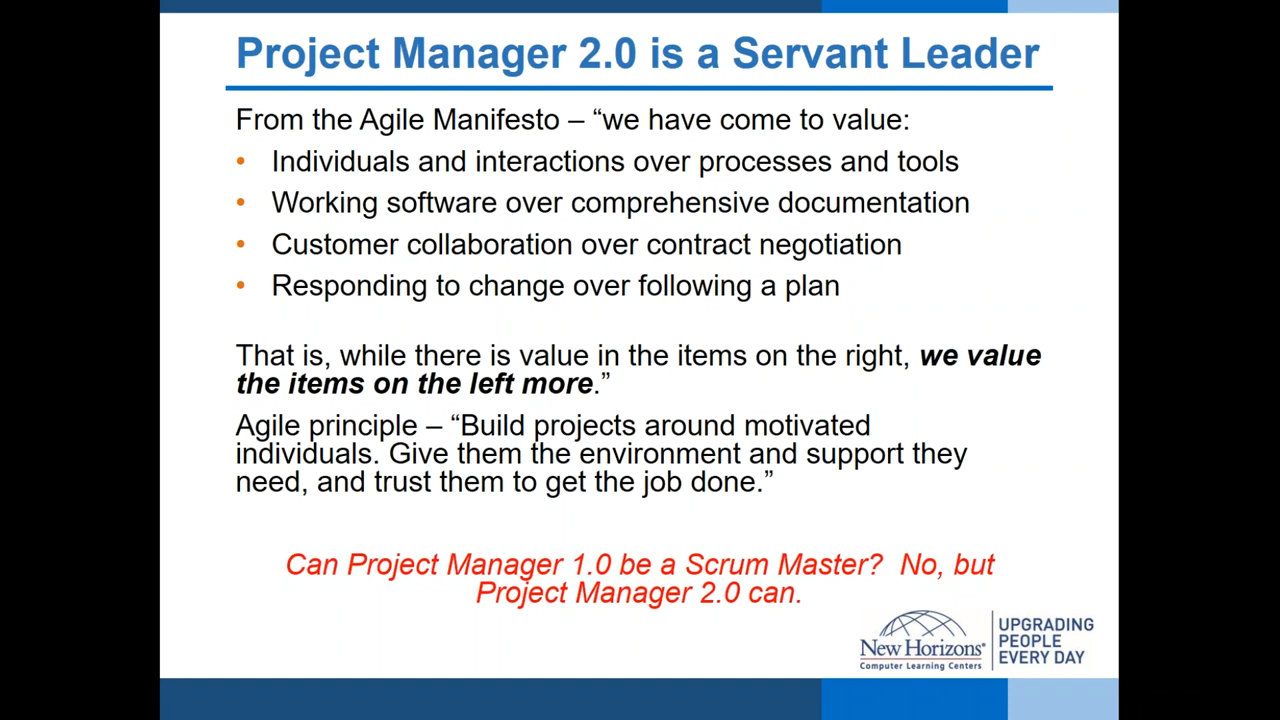 Project Manager 2.0 is a Servant Leader
From the Agile Manifesto – “we have come to value:
• Individuals and interactions over processes and tools
• Working software over comprehensive documentation
• Customer collaboration over contract negotiation
• Responding to change over following a plan
That is, while there is value in the items on the right, we value
the items on the left more.”
Agile principle – “Build projects around motivated
individuals. Give them the environment and support they
need, and trust them to get the job done.”
Can Project Manager 1.0 be a Scrum Master? No, but
Project Manager 2.0 can.
New Horizons®
Computer Learning Centers
UPGRADING
PEOPLE
EVERY DAY